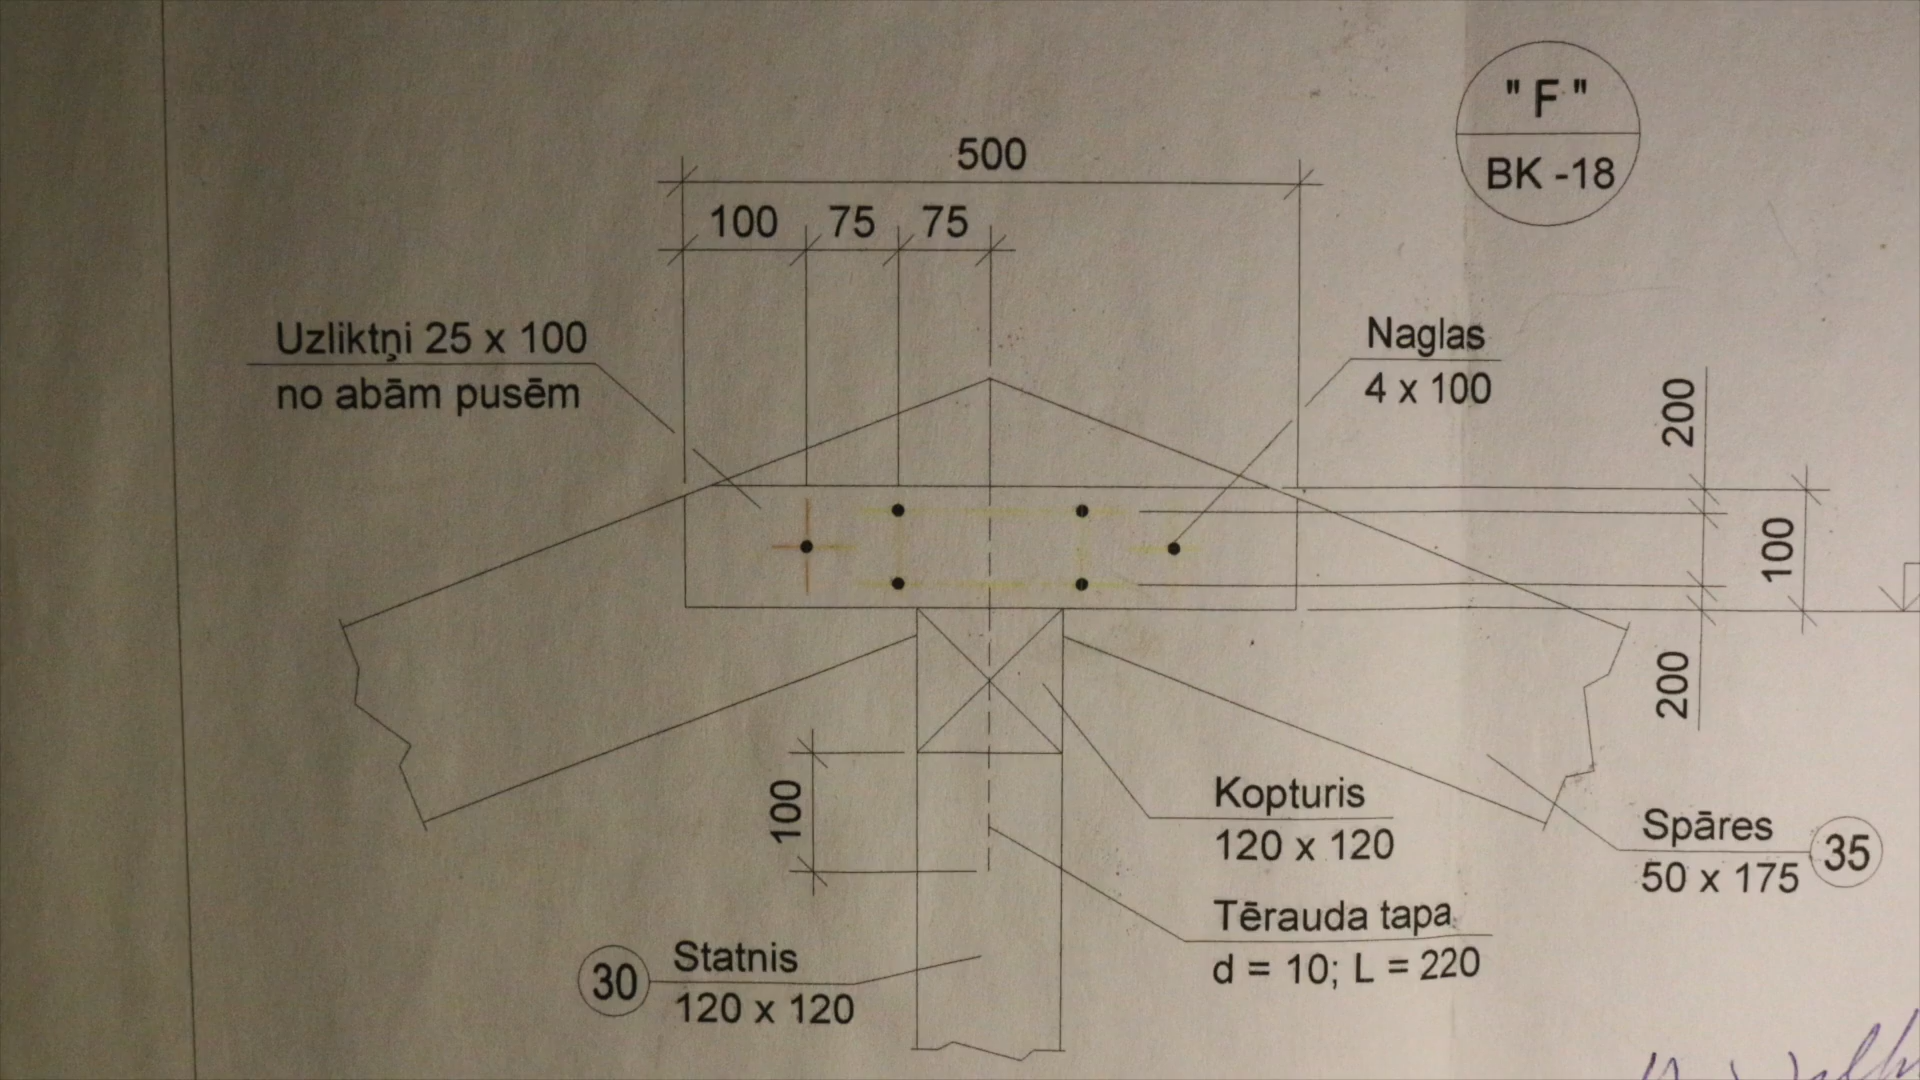 " F "
BK -18
500
100 75 75
Uzliktņi 25 x 100
no abām pusēm
Naglas
4 x 100
200
100
200
100
Kopturis
120 x 120
Spāres
50 x 175
35
Tērauda tapa
d = 10; L = 220
30
Statnis
120 x 120